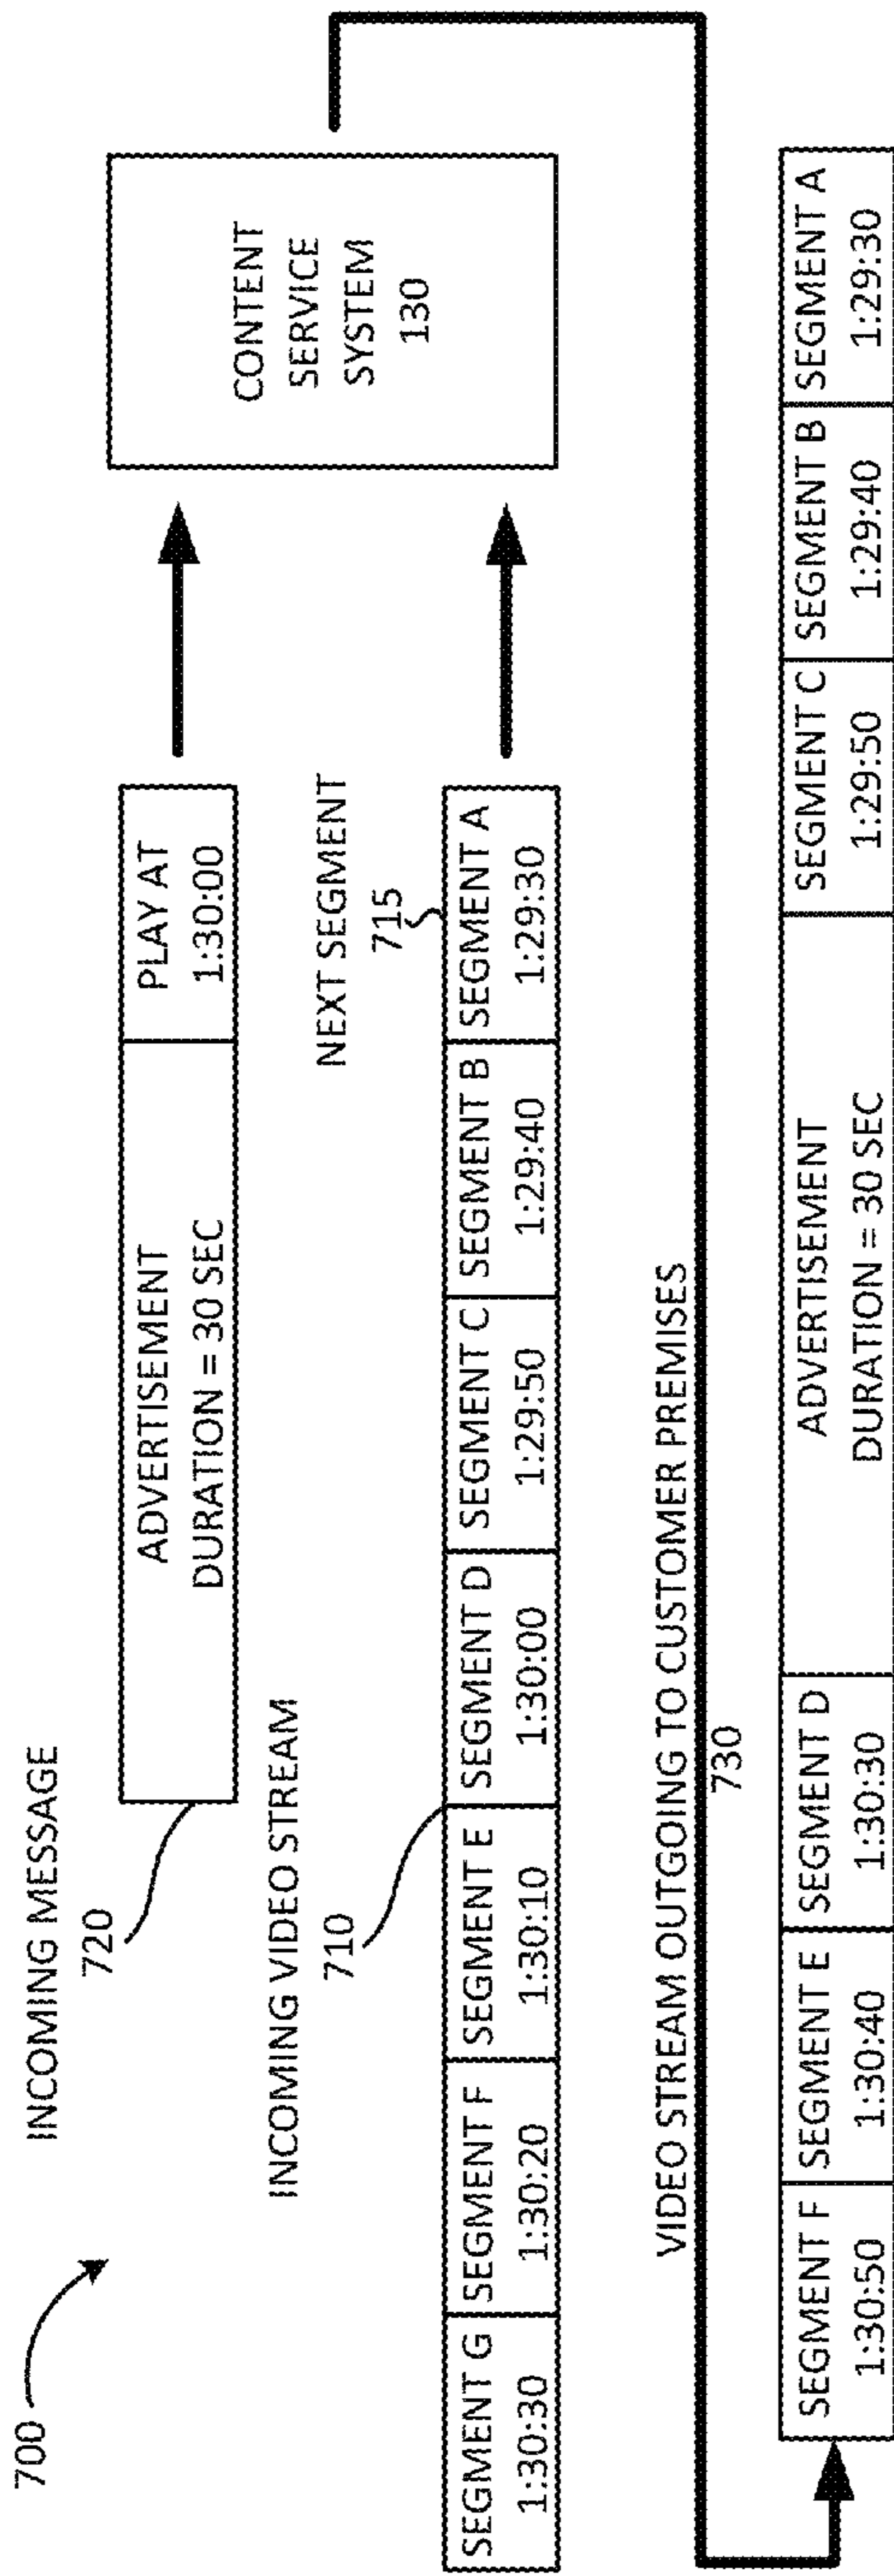 700
INCOMING MESSAGE
720
ADVERTISEMENT
DURATION = 30 SEC
PLAY AT
1:30:00
CONTENT
SERVICE
SYSTEM
130
INCOMING VIDEO STREAM
710
NEXT SEGMENT
715
SEGMENT G
1:30:30
SEGMENT F
1:30:20
SEGMENT E
1:30:10
SEGMENT D
1:30:00
SEGMENT C
1:29:50
SEGMENT B
1:29:40
SEGMENT A
1:29:30
VIDEO STREAM OUTGOING TO CUSTOMER PREMISES
730
SEGMENT F
1:30:50
SEGMENT E
1:30:40
SEGMENT D
1:30:30
ADVERTISEMENT
DURATION = 30 SEC
SEGMENT C
1:29:50
SEGMENT B
1:29:40
SEGMENT A
1:29:30